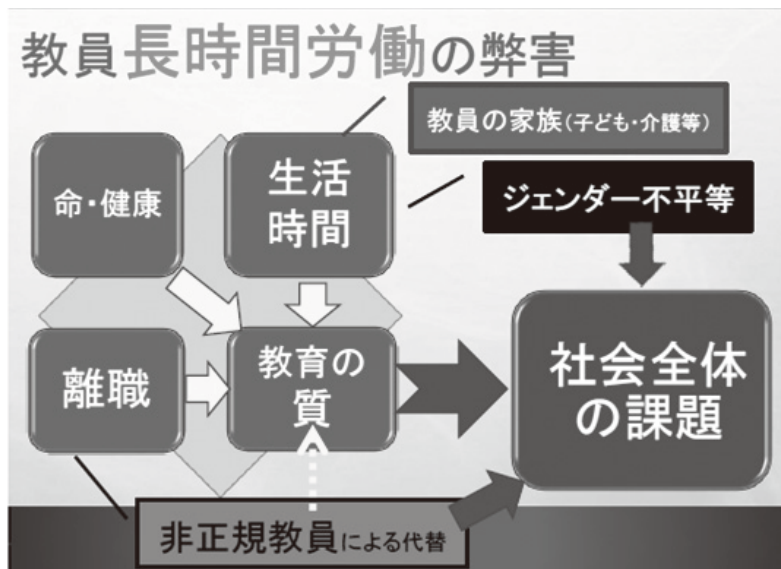 教員長時間労働の弊害
教員の家族(子ども・介護等)
命・健康
生活
時間
ジェンダー不平等
離職
教育の
質
社会全体
の課題
非正規教員による代替